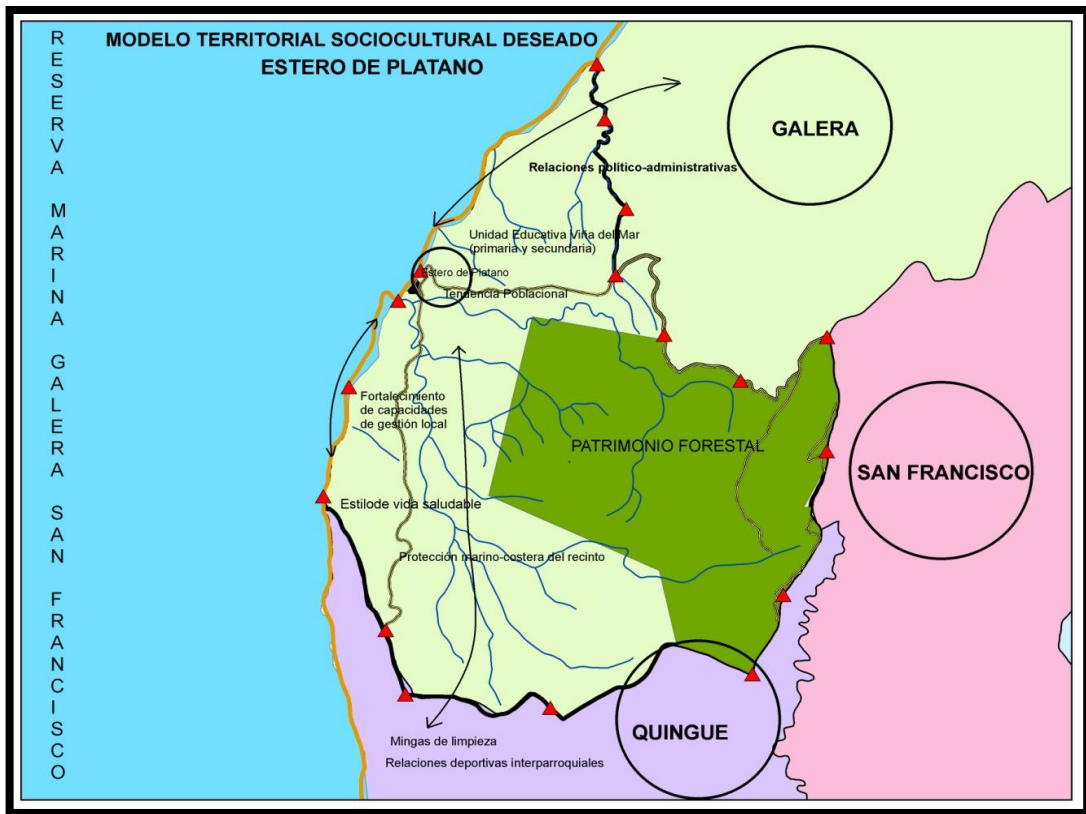 MODELO TERRITORIAL SOCIOCULTURAL DESEADO
ESTERO DE PLATANO
RESERVA MARINA GALERA SAN FRANCISCO
GALERA
Relaciones político-administrativas
Unidad Educativa Viña del Mar
(primaria y secundaria)
Estero de Platano
Tendencia Poblacional
Fortalecimiento
de capacidades
de gestión local
PATRIMONIO FORESTAL
SAN FRANCISCO
Estilode vida saludable
Protección marino-costera del recinto
QUINGUE
Mingas de limpieza
Relaciones deportivas interparroquiales